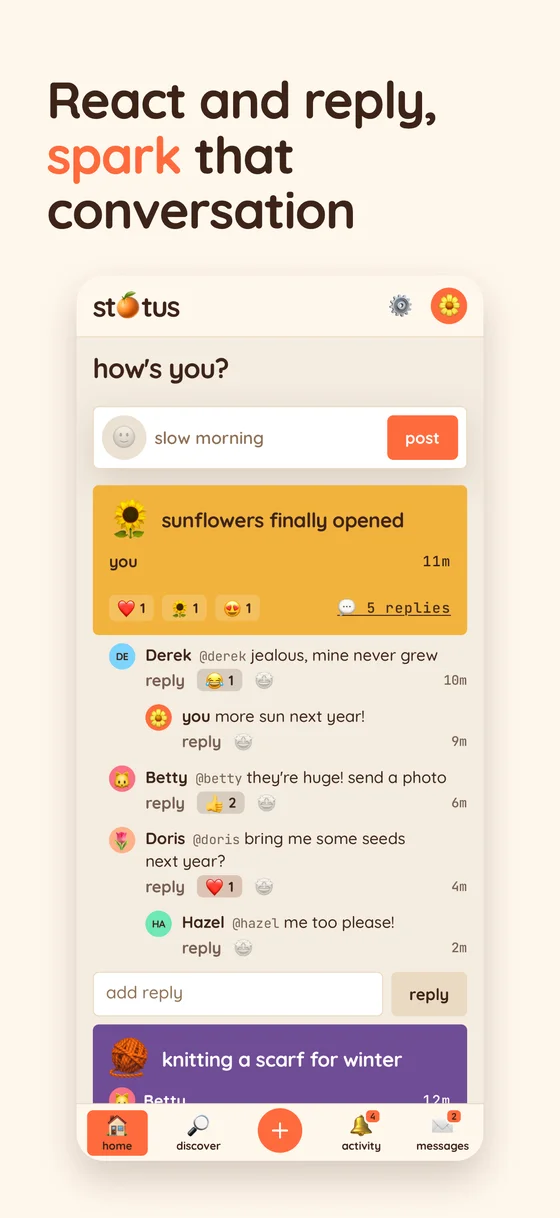 React and reply,
spark that
conversation
st🍊tus
how's you?
slow morning
post
sunflowers finally opened
you 11m
❤️ 1 🌻 1 😍 1 💬 5 replies
DE Derek @derek jealous, mine never grew
reply 😂 1 10m
you more sun next year!
reply 9m
Betty @betty they're huge! send a photo
reply 👍 2 6m
Doris @doris bring me some seeds
next year?
reply ❤️ 1 4m
HA Hazel @hazel me too please!
reply 2m
add reply
reply
knitting a scarf for winter
Betty 12m
4 2
home discover + activity messages